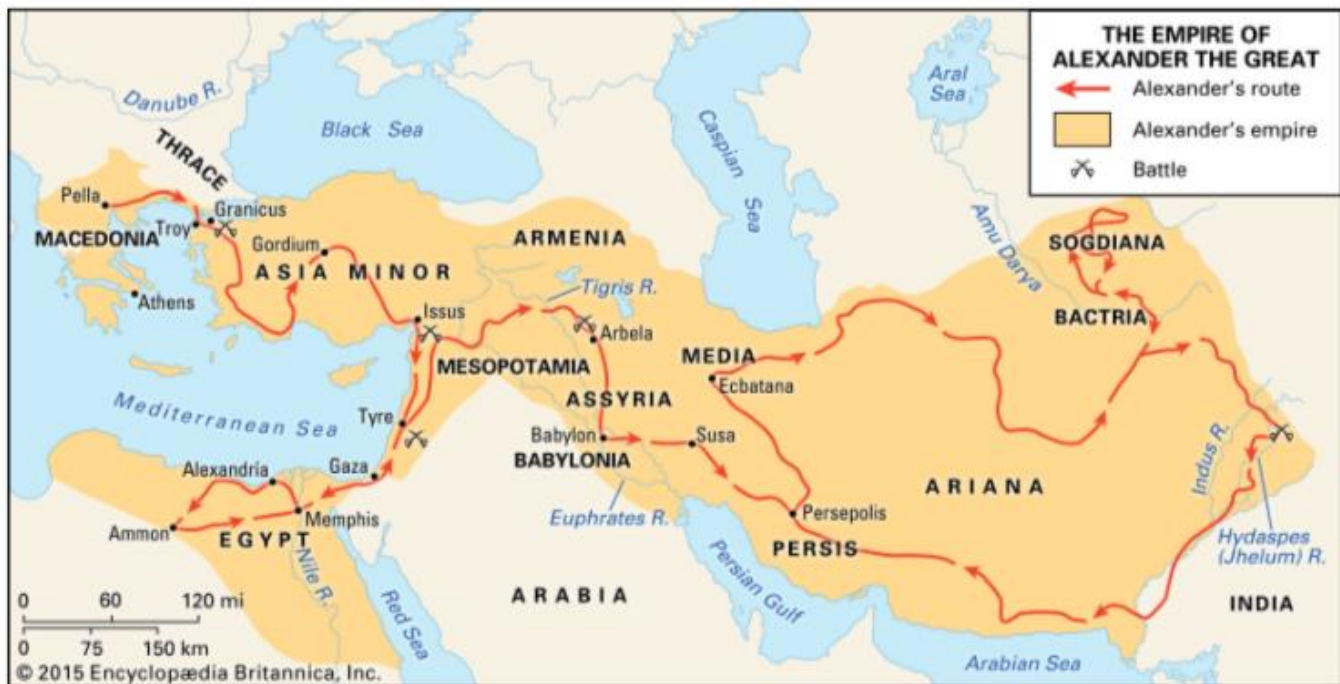 THE EMPIRE OF
ALEXANDER THE GREAT
Alexander's route
Alexander's empire
Battle
Danube R.
THRACE
Black Sea
Caspian
Sea
Aral
Sea
Amu Darya
Pella
Granicus
Troy
MACEDONIA
Gordium
ASIA MINOR
ARMENIA
SOGDIANA
Athens
Tigris R.
Issus
Arbela
BACTRIA
MESOPOTAMIA
MEDIA
Ecbatana
Mediterranean Sea
Tyre
ASSYRIA
Babylon
Susa
BABYLONIA
Indus R.
Alexandria
Gaza
ARIANA
Ammon
Memphis
EGYPT
Euphrates R.
Persepolis
PERSIS
Hydaspes
(Jhelum) R.
Nile R.
Red Sea
ARABIA
Persian Gulf
INDIA
Arabian Sea
0 60 120 mi
0 75 150 km
© 2015 Encyclopædia Britannica, Inc.